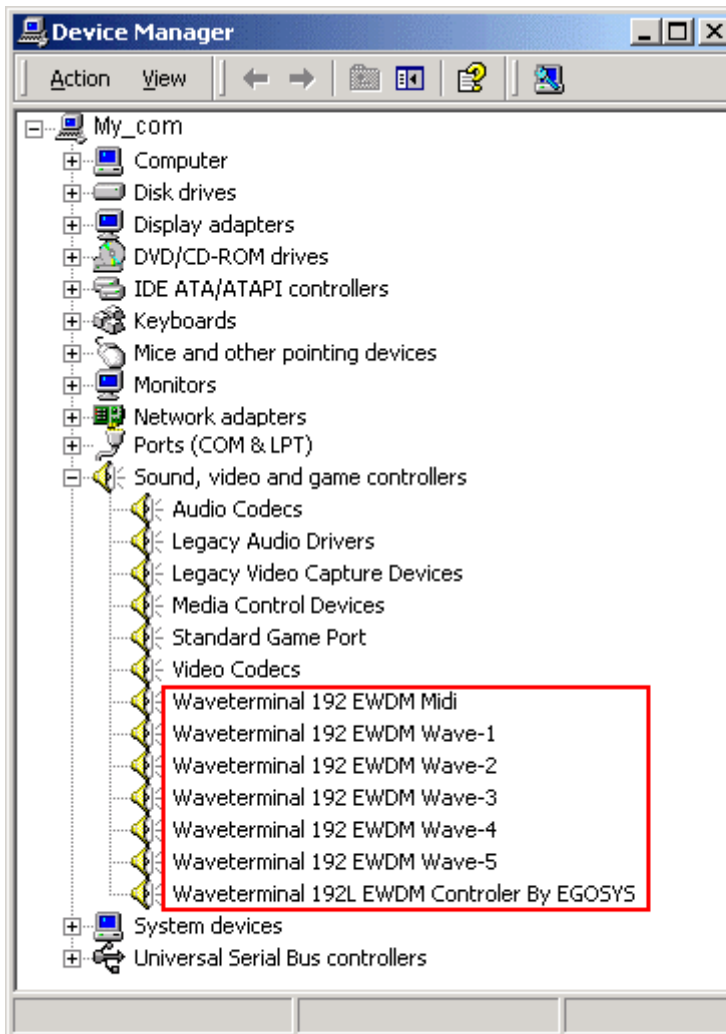 Device Manager
Action View
My_com
Computer
Disk drives
Display adapters
DVD/CD-ROM drives
IDE ATA/ATAPI controllers
Keyboards
Mice and other pointing devices
Monitors
Network adapters
Ports (COM & LPT)
Sound, video and game controllers
Audio Codecs
Legacy Audio Drivers
Legacy Video Capture Devices
Media Control Devices
Standard Game Port
Video Codecs
Waveterminal 192 EWDM Midi
Waveterminal 192 EWDM Wave-1
Waveterminal 192 EWDM Wave-2
Waveterminal 192 EWDM Wave-3
Waveterminal 192 EWDM Wave-4
Waveterminal 192 EWDM Wave-5
Waveterminal 192L EWDM Controler By EGOSYS
System devices
Universal Serial Bus controllers